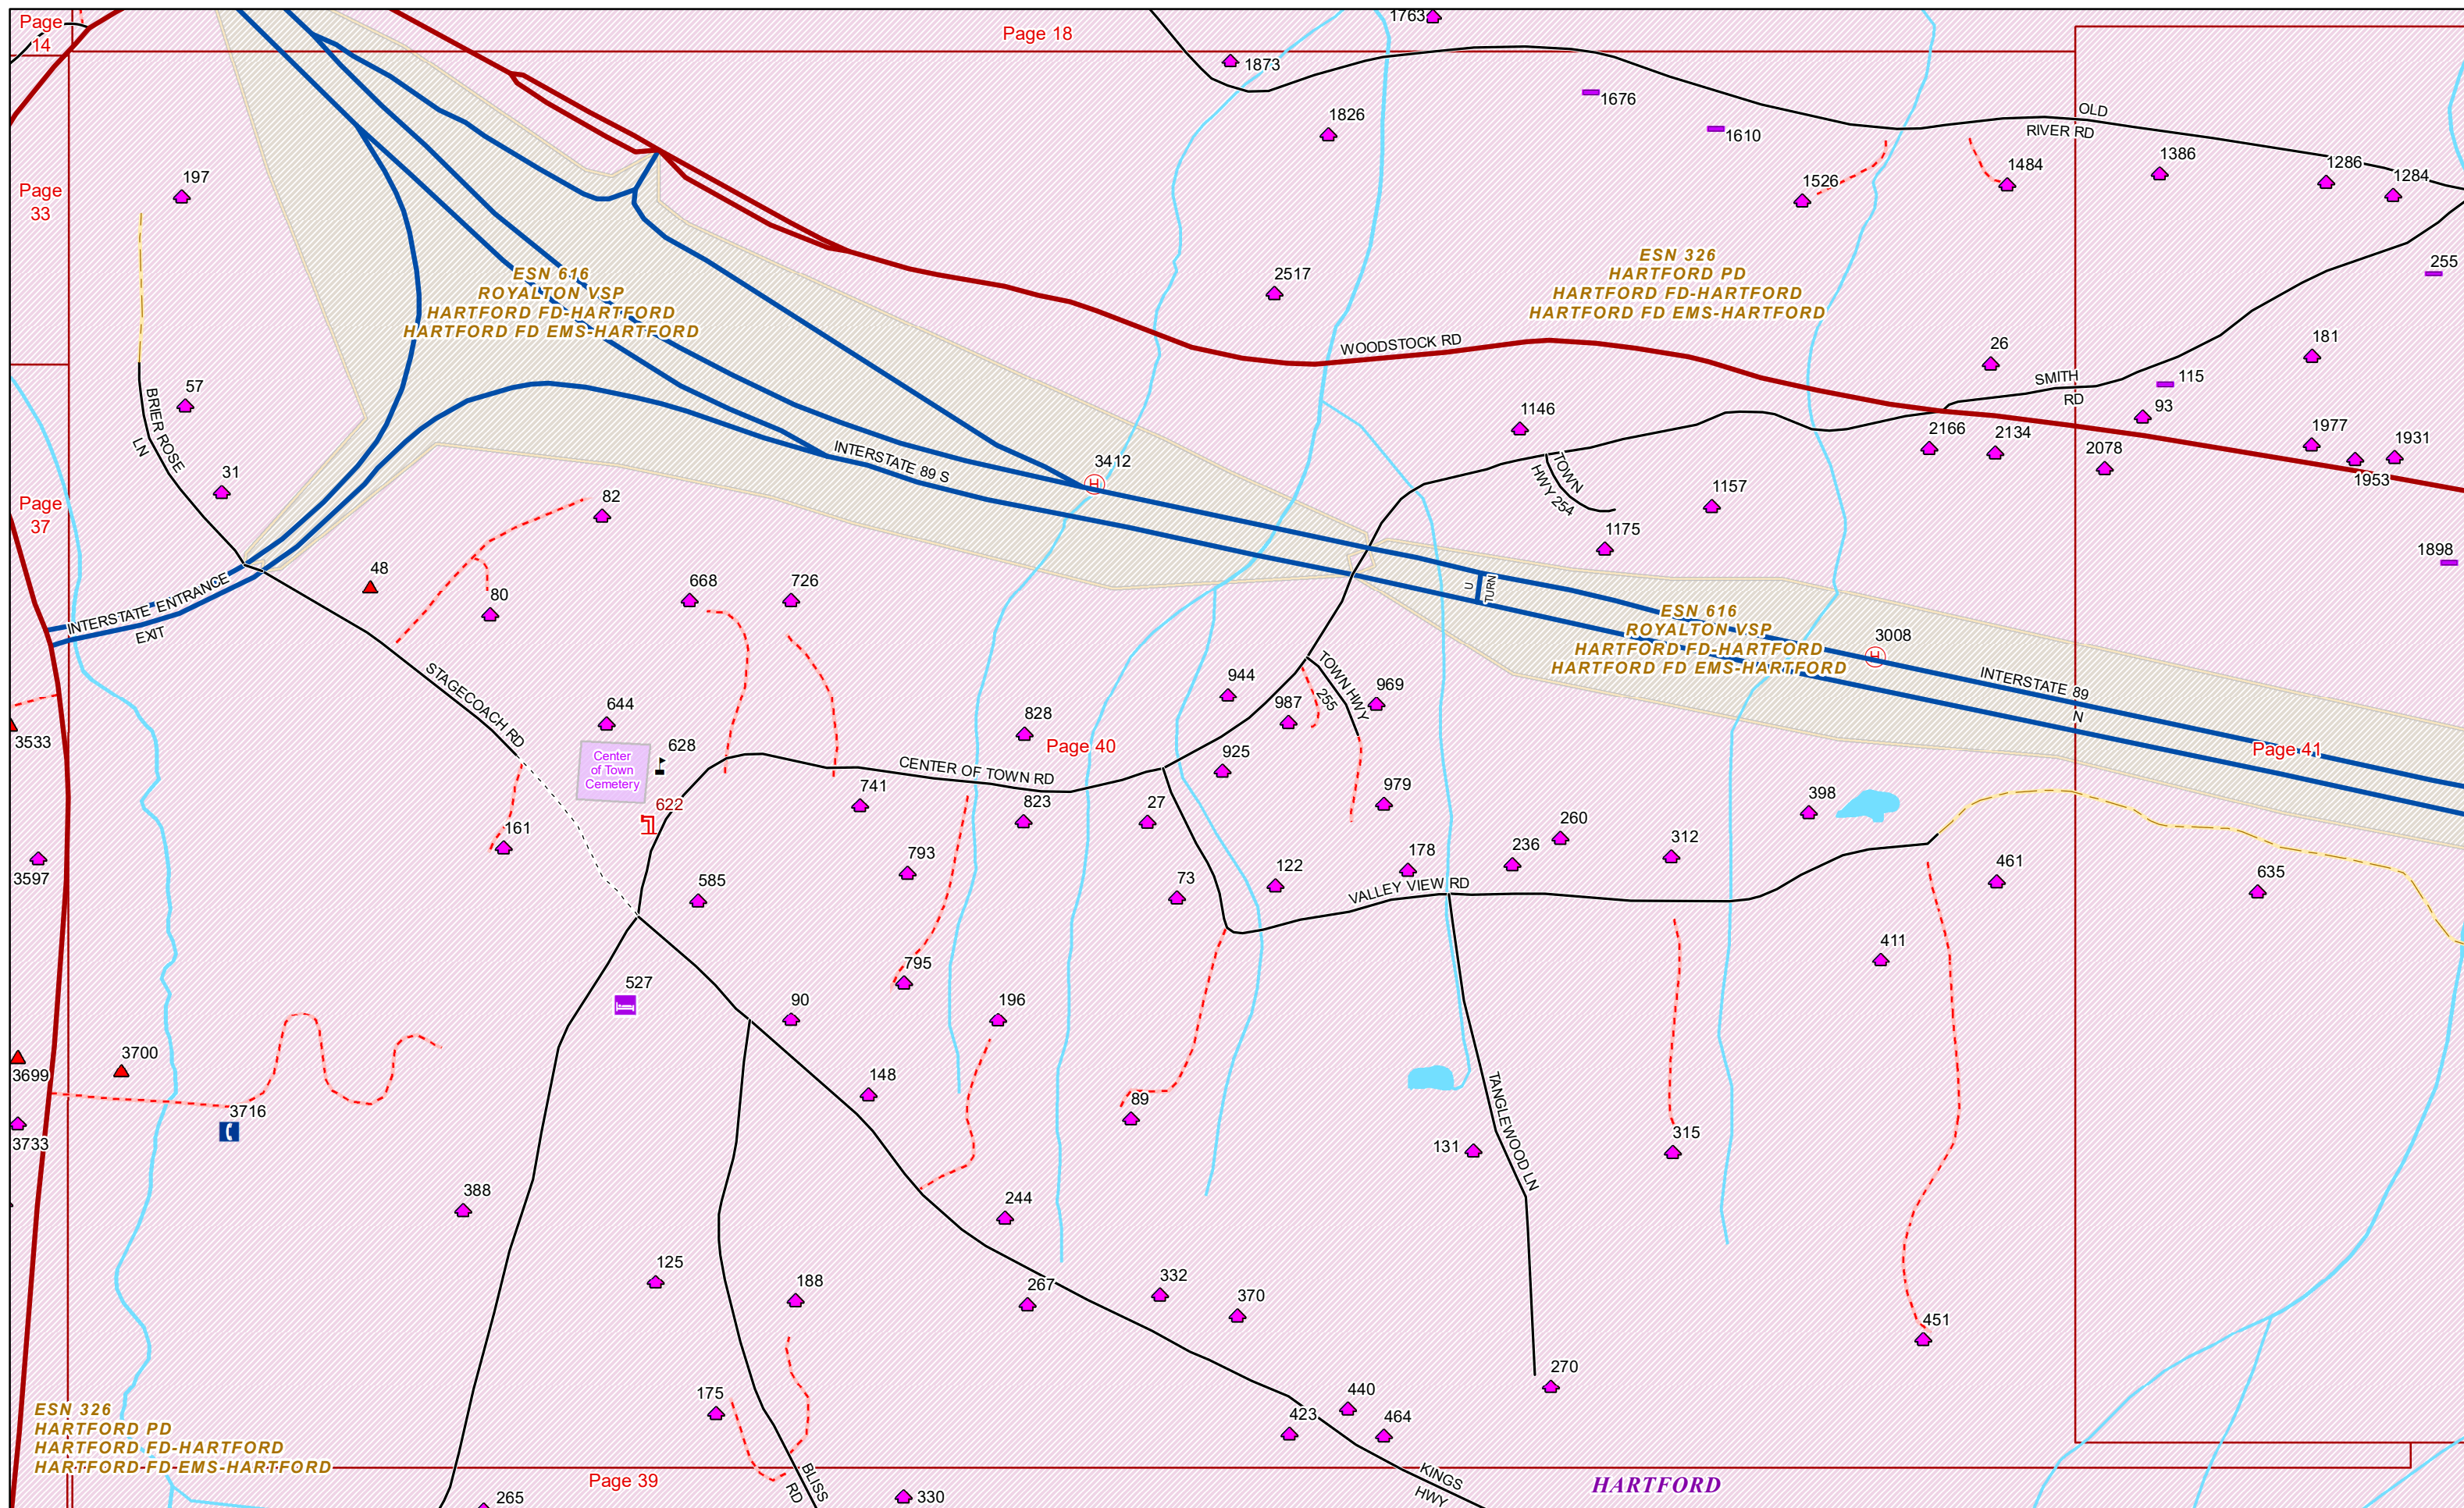 Page
14
Page 18
1763
1873
1826
1676
1610
OLD
RIVER RD
1386
1286
1284
1484
1526
Page
33
197
ESN 616
ROYALTON VSP
HARTFORD FD-HARTFORD
HARTFORD FD EMS-HARTFORD
2517
ESN 326
HARTFORD PD
HARTFORD FD-HARTFORD
HARTFORD FD EMS-HARTFORD
255
WOODSTOCK RD
26
181
SMITH
RD
115
93
57
BRIER ROSE
LN
31
1146
2166
2134
2078
1977
1931
1953
INTERSTATE 89 S
3412
H
TOWN
HWY 254
1157
1175
1898
Page
37
82
48
80
668
726
INTERSTATE ENTRANCE
EXIT
U
TURN
ESN 616
ROYALTON VSP
HARTFORD FD-HARTFORD
HARTFORD FD EMS-HARTFORD
3008
H
INTERSTATE 89
N
Page 41
STAGECOACH RD
644
Center
of Town
Cemetery
628
622
828
Page 40
944
987
TOWN HWY
255
969
925
979
3533
CENTER OF TOWN RD
741
823
27
161
793
585
73
122
178
236
260
312
398
461
635
VALLEY VIEW RD
3597
411
527
795
90
196
148
89
3700
3699
3716
3733
TANGLEWOOD LN
131
315
388
244
125
188
267
332
370
451
270
175
440
423
464
ESN 326
HARTFORD PD
HARTFORD FD-HARTFORD
HARTFORD FD EMS-HARTFORD
Page 39
BLISS
RD
265
330
KINGS
HWY
HARTFORD